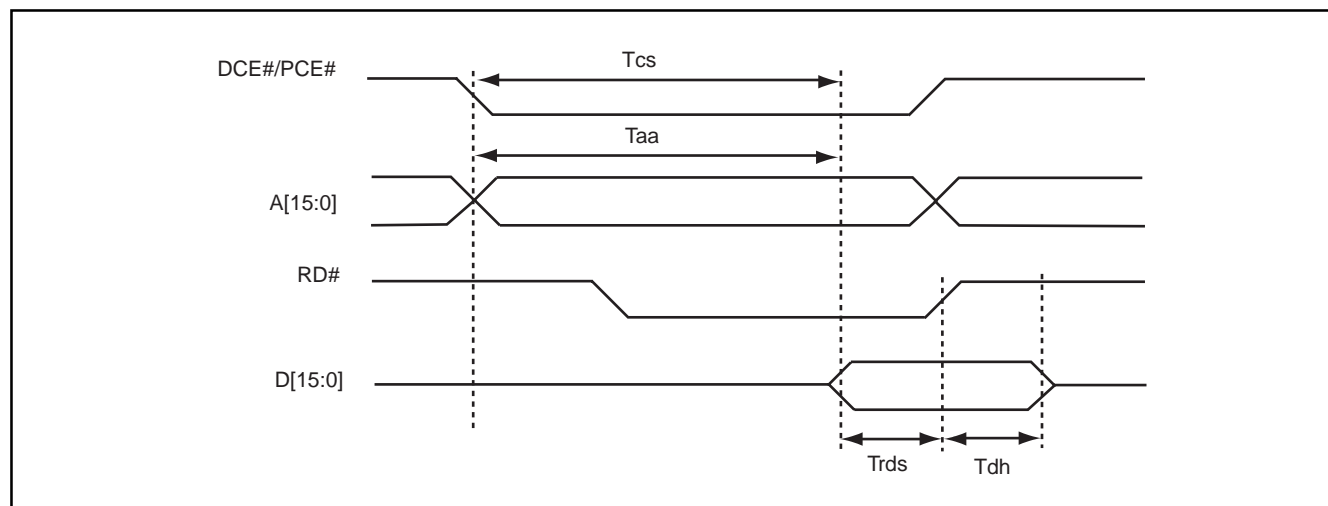 DCE#/PCE#
Tcs
Taa
A[15:0]
RD#
D[15:0]
Trds
Tdh